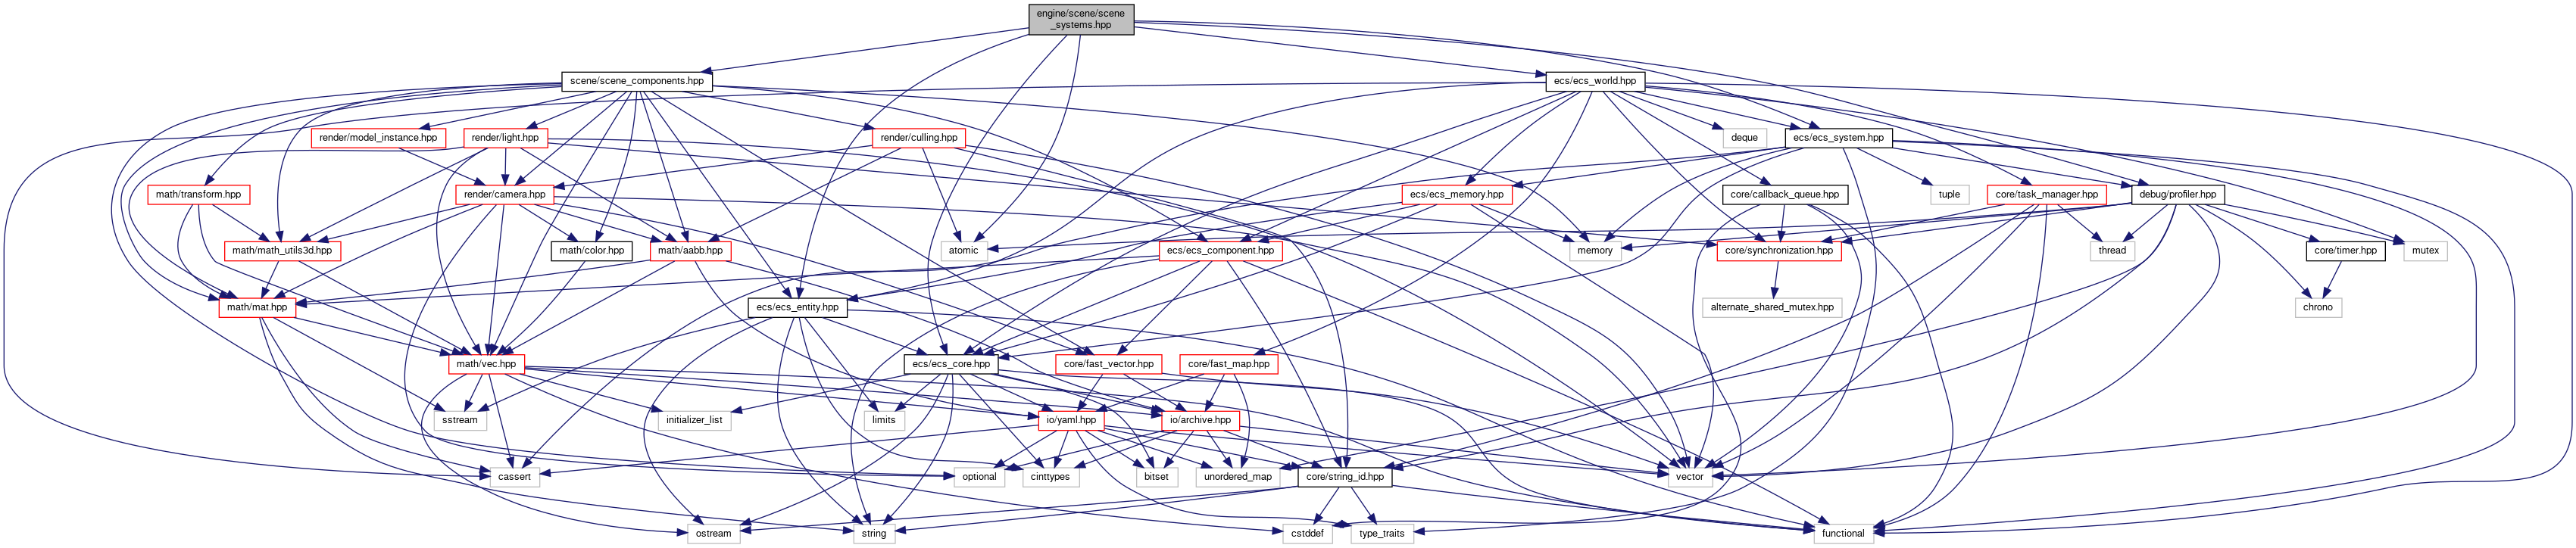 engine/scene/scene
_systems.hpp
scene/scene_components.hpp
ecs/ecs_world.hpp
render/model_instance.hpp
render/light.hpp
render/culling.hpp
deque
ecs/ecs_system.hpp
math/transform.hpp
render/camera.hpp
ecs/ecs_memory.hpp
core/callback_queue.hpp
tuple
core/task_manager.hpp
debug/profiler.hpp
math/math_utils3d.hpp
math/color.hpp
math/aabb.hpp
atomic
ecs/ecs_component.hpp
memory
core/synchronization.hpp
thread
core/timer.hpp
mutex
math/mat.hpp
ecs/ecs_entity.hpp
alternate_shared_mutex.hpp
chrono
math/vec.hpp
ecs/ecs_core.hpp
core/fast_vector.hpp
core/fast_map.hpp
sstream
initializer_list
limits
io/yaml.hpp
io/archive.hpp
cassert
optional
cinttypes
bitset
unordered_map
core/string_id.hpp
vector
ostream
string
cstddef
type_traits
functional